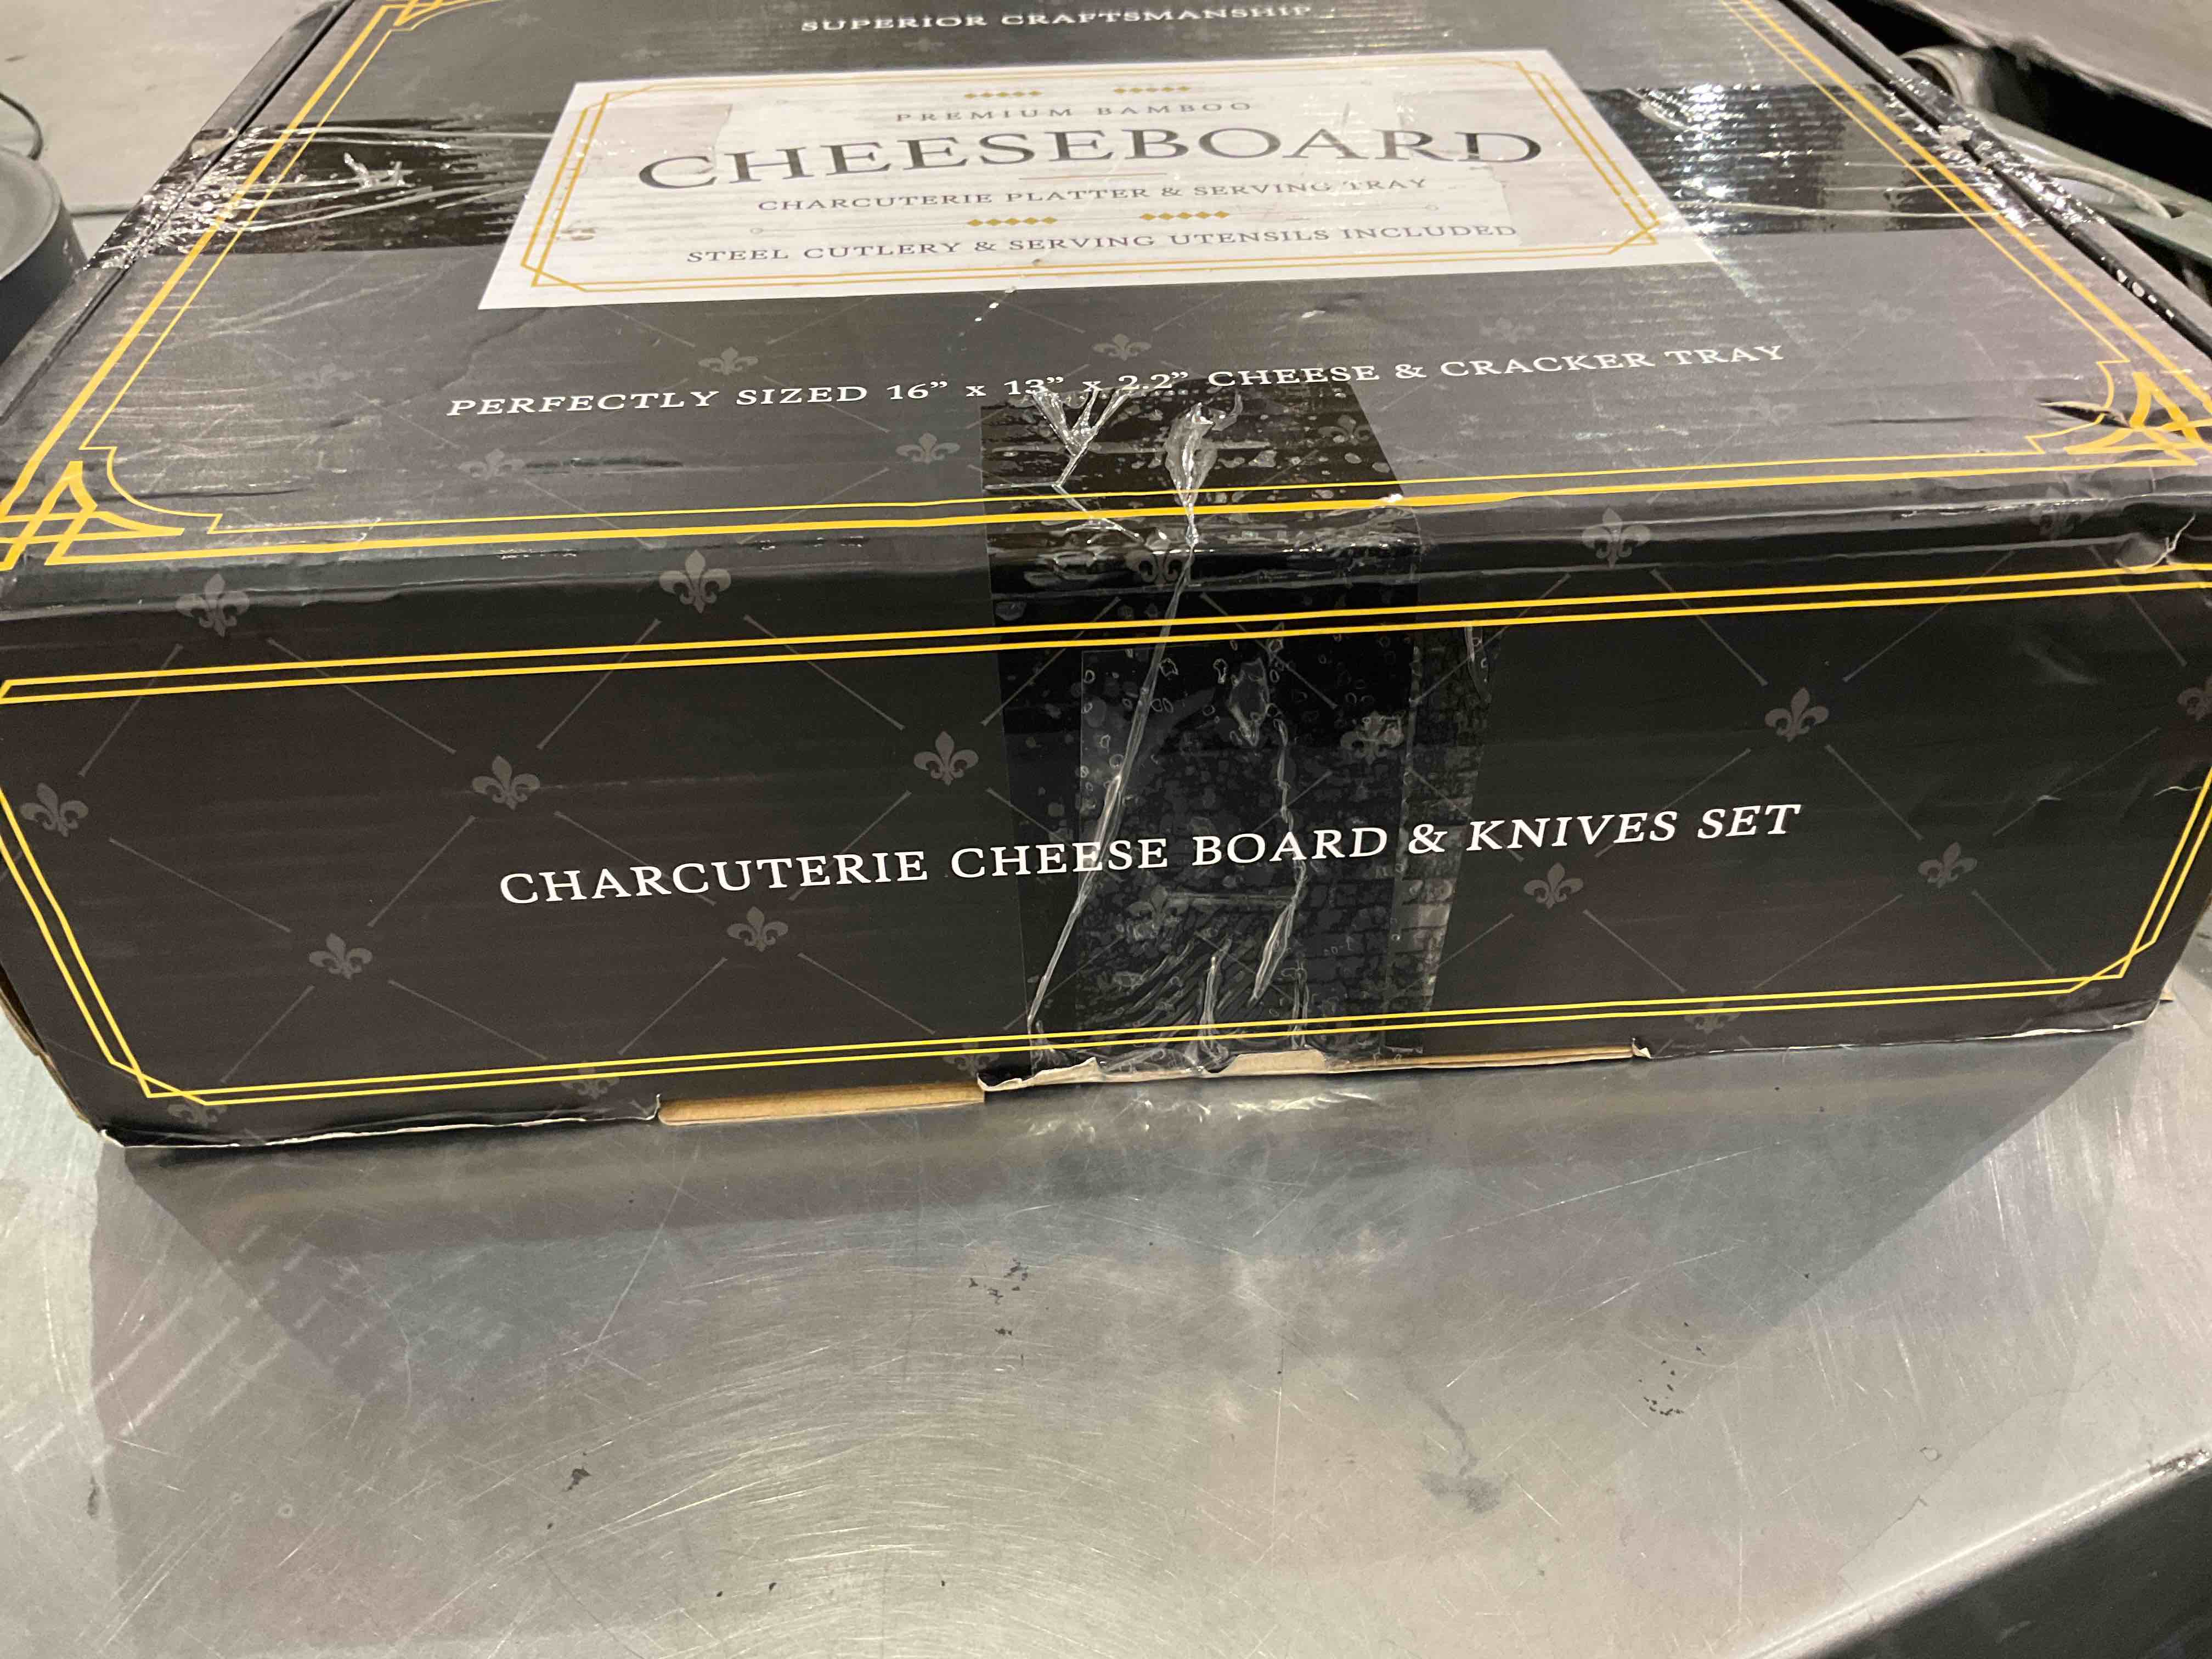 SUPERIOR CRAFTSMANSHIP
PREMIUM BAMBOO
CHEESEBOARD
CHARCUTERIE PLATTER & SERVING TRAY
STEEL CUTLERY & SERVING UTENSILS INCLUDED
PERFECTLY SIZED 16” x 13” x 2.2” CHEESE & CRACKER TRAY
CHARCUTERIE CHEESE BOARD & KNIVES SET